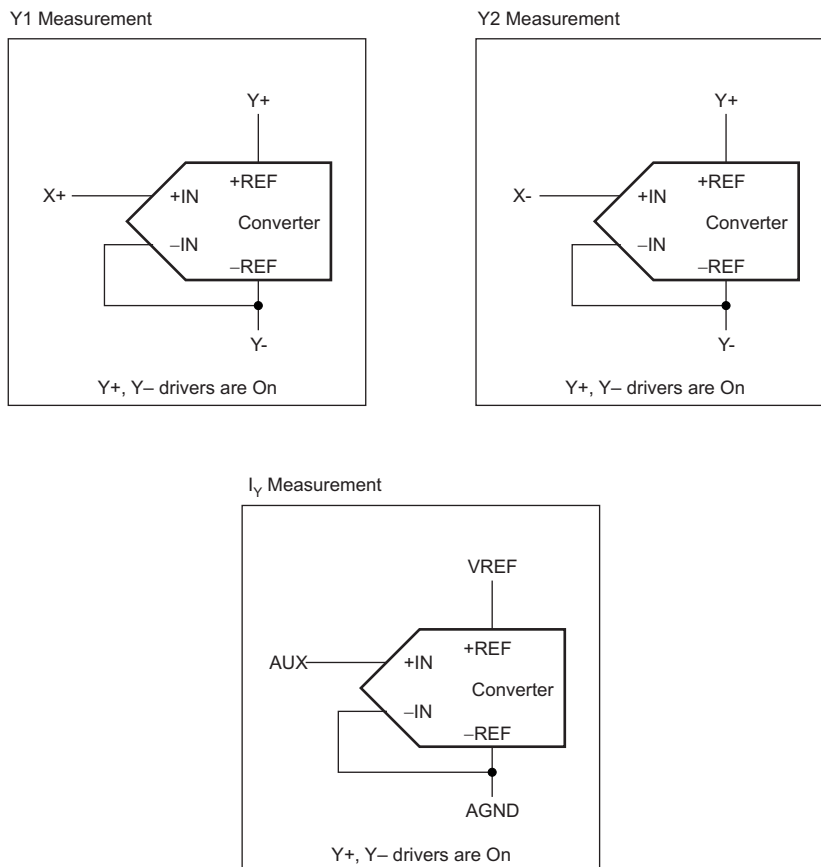 Y1 Measurement
Y+
X+
+IN
+REF
Converter
–IN
–REF
Y-
Y+, Y– drivers are On
Y2 Measurement
Y+
X-
+IN
+REF
Converter
–IN
–REF
Y-
Y+, Y– drivers are On
IY Measurement
VREF
AUX
+IN
+REF
Converter
–IN
–REF
AGND
Y+, Y– drivers are On